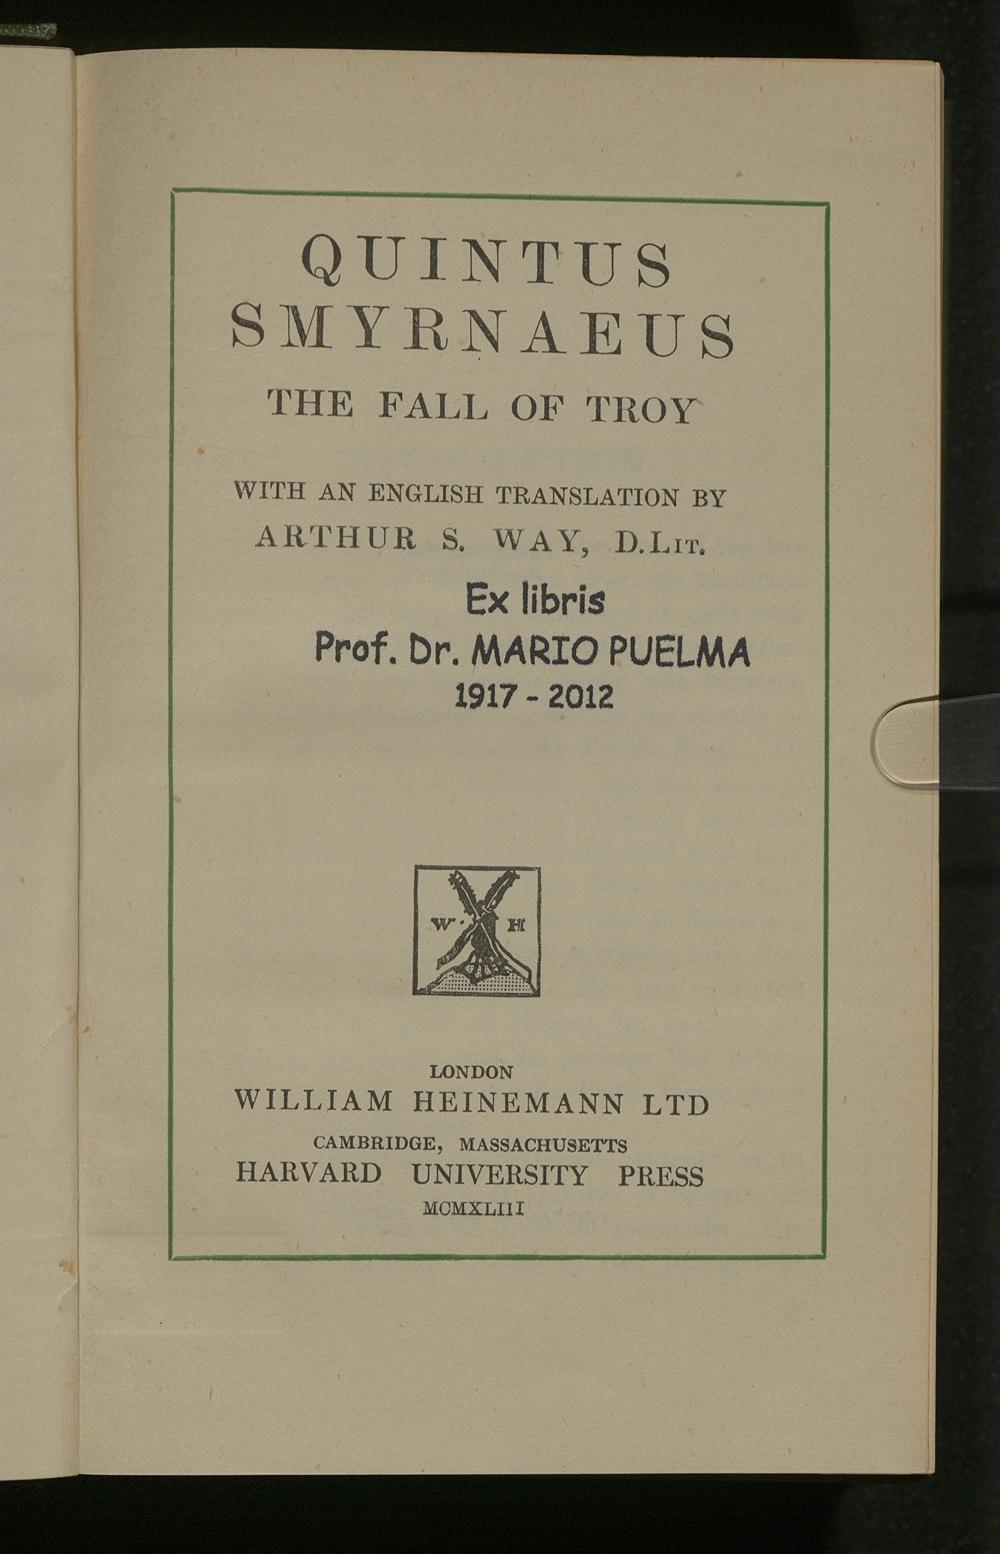 QUINTUS
SMYRNAEUS
THE FALL OF TROY
WITH AN ENGLISH TRANSLATION BY
ARTHUR S. WAY, D.LIT.
Ex libris
Prof. Dr. MARIO PUELMA
1917 - 2012
W. H
LONDON
WILLIAM HEINEMANN LTD
CAMBRIDGE, MASSACHUSETTS
HARVARD UNIVERSITY PRESS
MCMXLIII